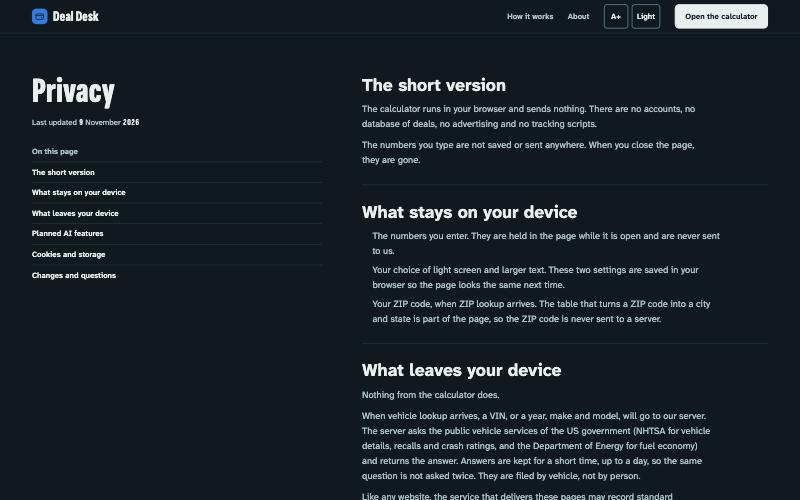 Deal Desk
How it works
About
A+
Light
Open the calculator
Privacy
Last updated 9 November 2026
On this page
The short version
What stays on your device
What leaves your device
Planned AI features
Cookies and storage
Changes and questions
The short version
The calculator runs in your browser and sends nothing. There are no accounts, no
database of deals, no advertising and no tracking scripts.
The numbers you type are not saved or sent anywhere. When you close the page,
they are gone.
What stays on your device
The numbers you enter. They are held in the page while it is open and are never sent
to us.
Your choice of light screen and larger text. These two settings are saved in your
browser so the page looks the same next time.
Your ZIP code, when ZIP lookup arrives. The table that turns a ZIP code into a city
and state is part of the page, so the ZIP code is never sent to a server.
What leaves your device
Nothing from the calculator does.
When vehicle lookup arrives, a VIN, or a year, make and model, will go to our server.
The server asks the public vehicle services of the US government (NHTSA for vehicle
details, recalls and crash ratings, and the Department of Energy for fuel economy)
and returns the answer. Answers are kept for a short time, up to a day, so the same
question is not asked twice. They are filed by vehicle, not by person.
Like any website, the service that delivers these pages may record standard